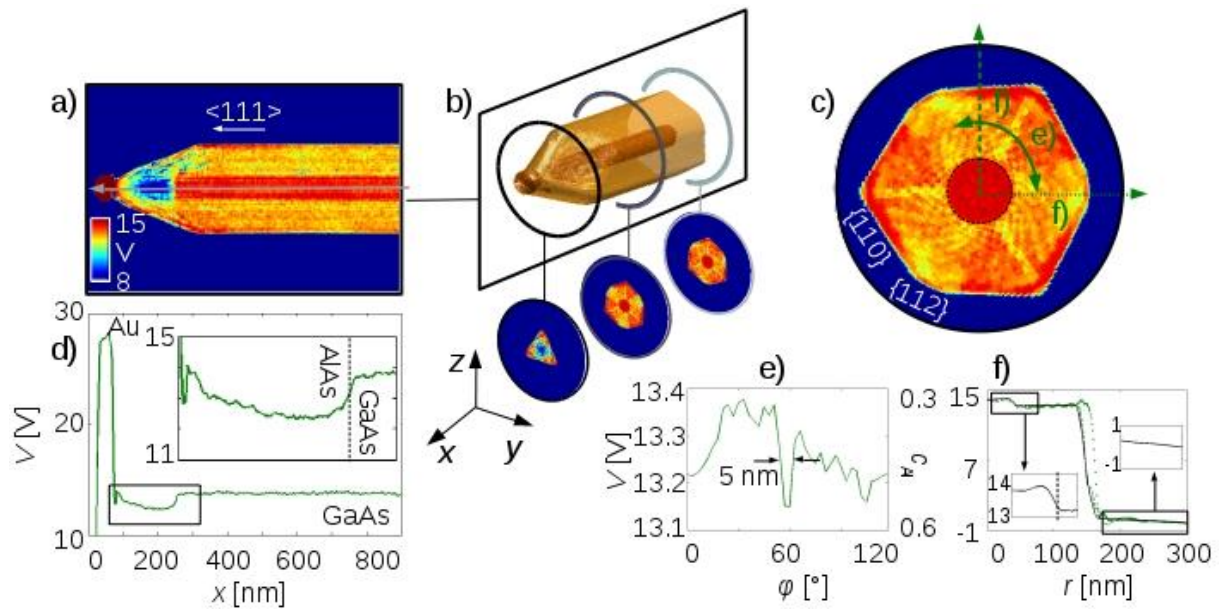 a)
<111>
15
V
8
b)
z
x
y
c)
f)
e)
f)
{110}
{112}
d)
30
20
10
V [V]
Au
15
11
AlAs
GaAs
GaAs
0
200
400
600
800
x [nm]
e)
13.4
13.3
13.2
13.1
V [V]
5 nm
0.3
0.6
0
60
120
φ [°]
f)
15
7
-1
1
-1
14
13
0
100
200
300
r [nm]